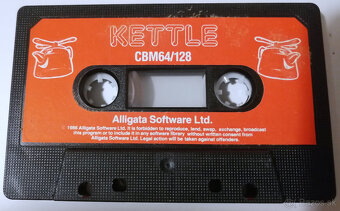 KETTLE
CBM64/128
Alligata Software Ltd.
© 1986 Alligata Software Ltd. It is forbidden to reproduce, lend, swap, exchange, broadcast
this program or to include it in any software library without written consent from
Alligata Software Ltd. Legal action will be taken against offenders.